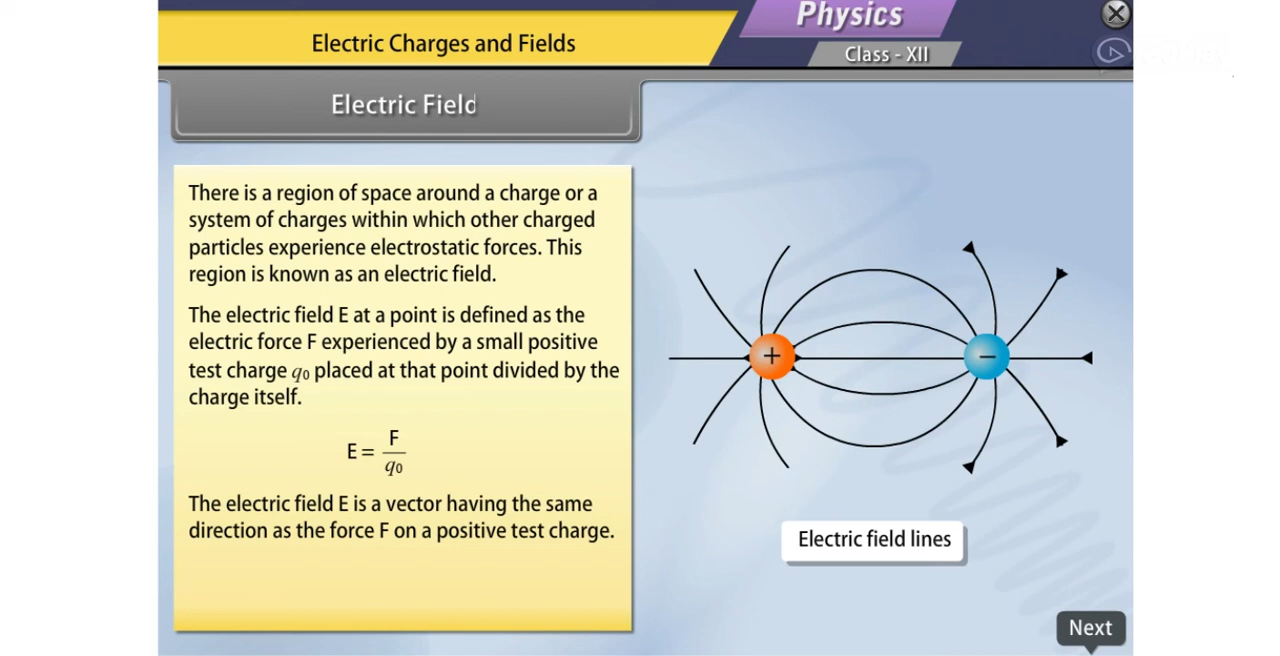 Physics
Electric Charges and Fields
Class - XII
Electric Field
There is a region of space around a charge or a
system of charges within which other charged
particles experience electrostatic forces. This
region is known as an electric field.
The electric field E at a point is defined as the
electric force F experienced by a small positive
test charge q0 placed at that point divided by the
charge itself.
E = F / q0
The electric field E is a vector having the same
direction as the force F on a positive test charge.
+
−
Electric field lines
Next